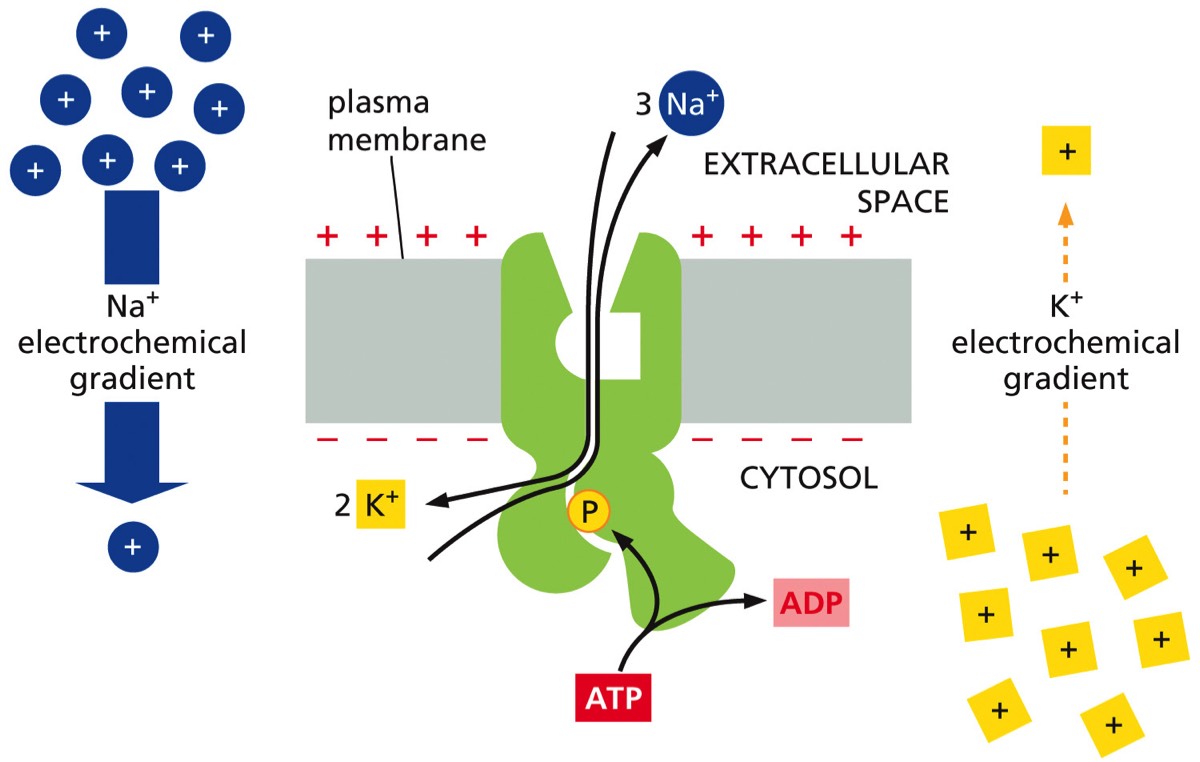 plasma
membrane
3 Na⁺
EXTRACELLULAR
SPACE
+ + + + + + + +
Na⁺
electrochemical
gradient
K⁺
electrochemical
gradient
− − − − − − − −
CYTOSOL
2 K⁺
P
ADP
ATP
+ + + + + + + + +
+ + + + + + + + +